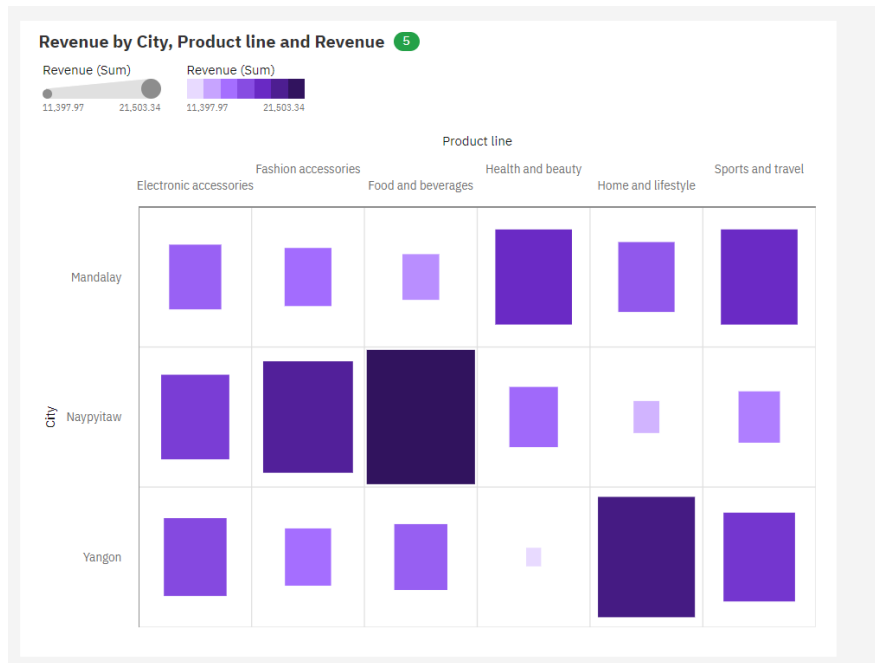 Revenue by City, Product line and Revenue 5
Revenue (Sum) Revenue (Sum)
11,397.97 21,503.34 11,397.97 21,503.34
Product line
Fashion accessories Health and beauty Sports and travel
Electronic accessories Food and beverages Home and lifestyle
Mandalay
City
Naypyitaw
Yangon